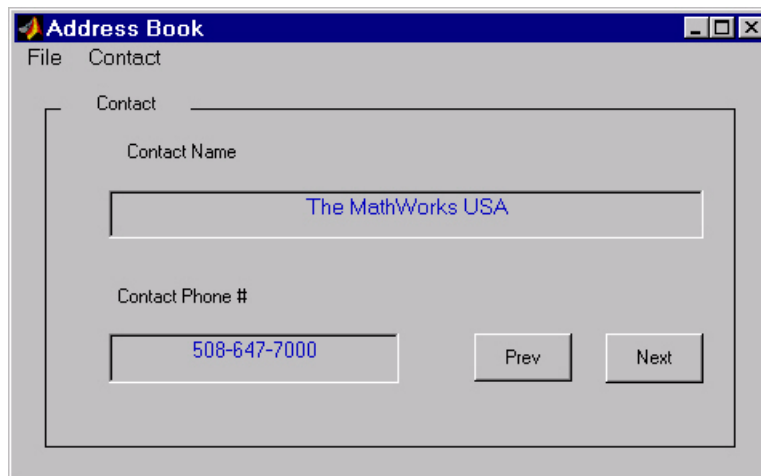 Address Book
File Contact
Contact
Contact Name
The MathWorks USA
Contact Phone #
508-647-7000 Prev Next